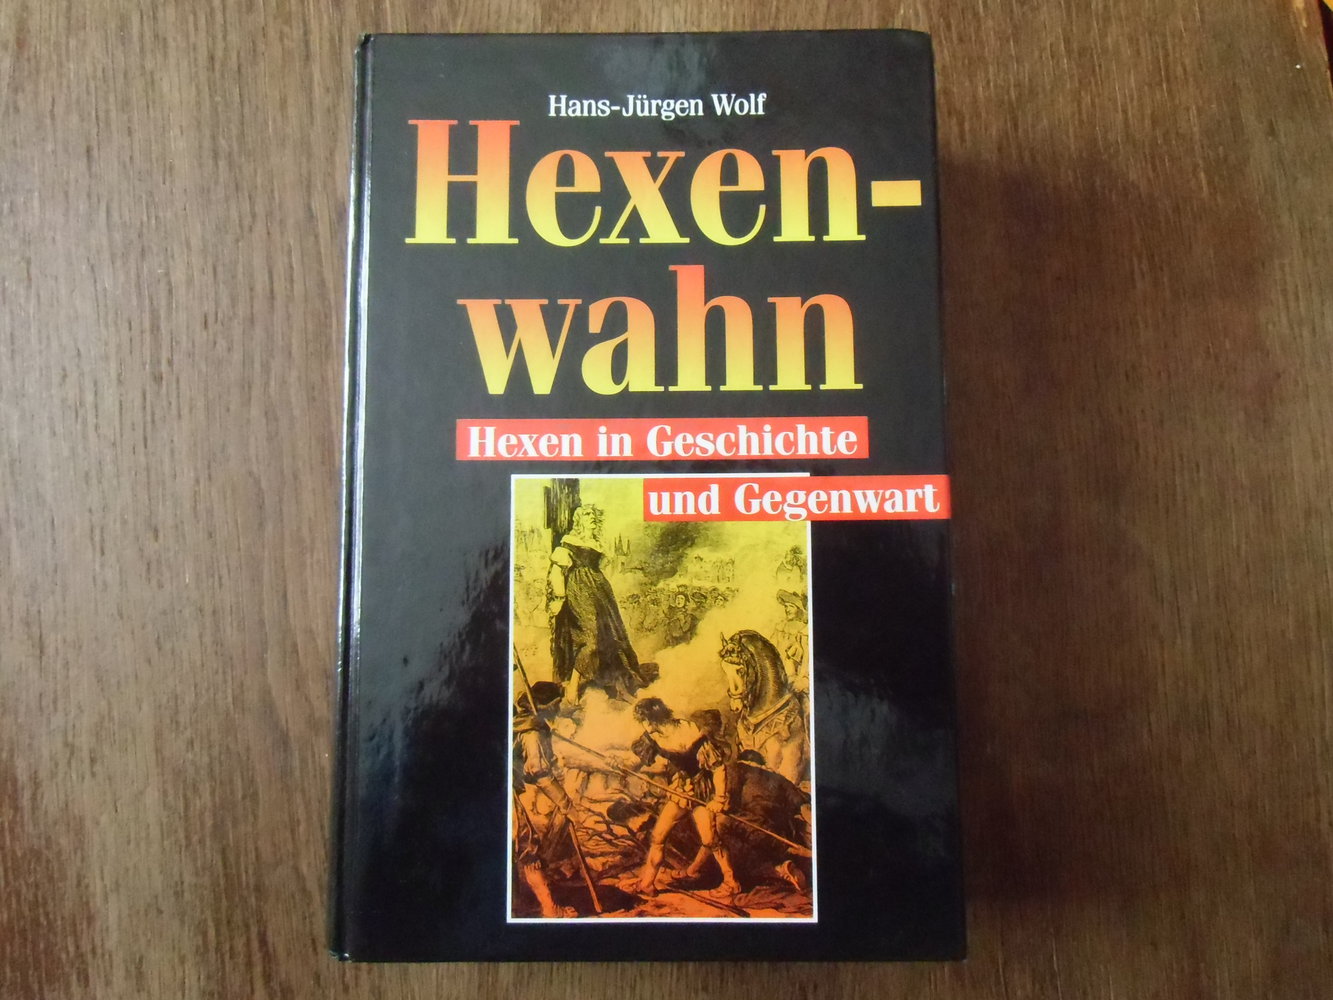 Hans-Jürgen Wolf
Hexen-
wahn
Hexen in Geschichte
und Gegenwart